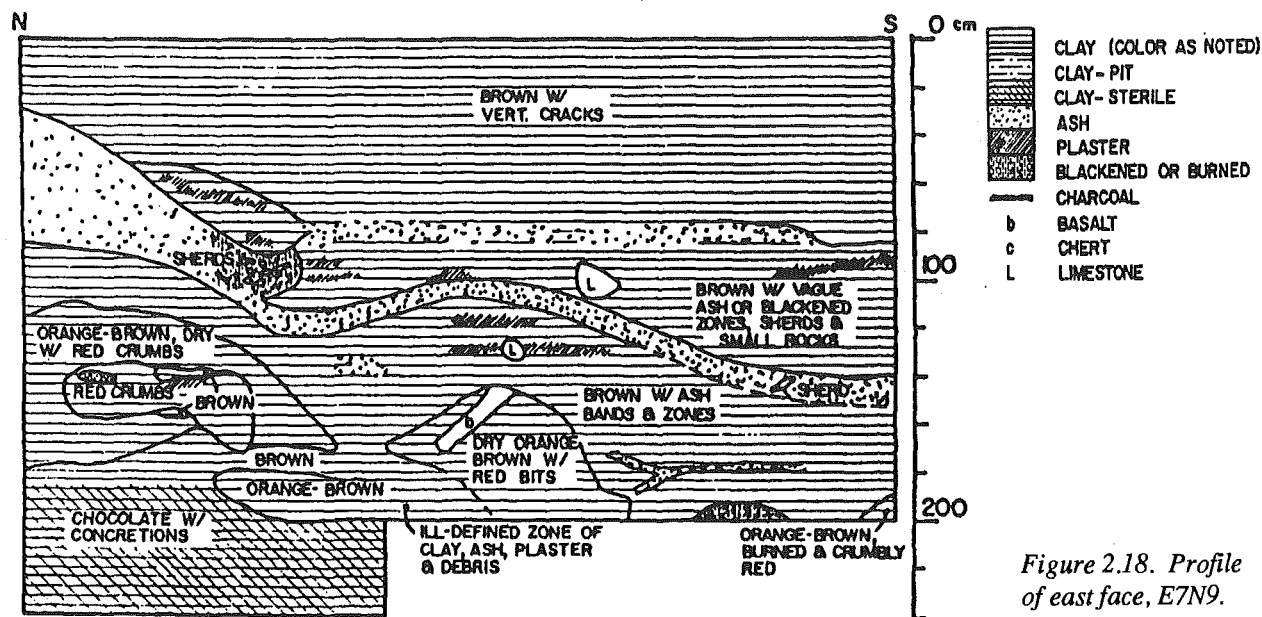 N
S
0 cm
100
200
BROWN W/
VERT. CRACKS
SHERDS
L
BROWN W/ VAGUE
ASH OR BLACKENED
ZONES, SHERDS &
SMALL ROCKS
ORANGE-BROWN, DRY
W/ RED CRUMBS
L
RED CRUMBS
BROWN
BROWN W/ ASH
BANDS & ZONES
SHERD
b
DRY ORANGE
BROWN W/
RED BITS
BROWN
ORANGE-BROWN
CHOCOLATE W/
CONCRETIONS
ILL-DEFINED ZONE OF
CLAY, ASH, PLASTER
& DEBRIS
ORANGE-BROWN,
BURNED & CRUMBLY
RED
CLAY (COLOR AS NOTED)
CLAY-PIT
CLAY-STERILE
ASH
PLASTER
BLACKENED OR BURNED
CHARCOAL
b BASALT
c CHERT
L LIMESTONE
Figure 2.18. Profile
of east face, E7N9.